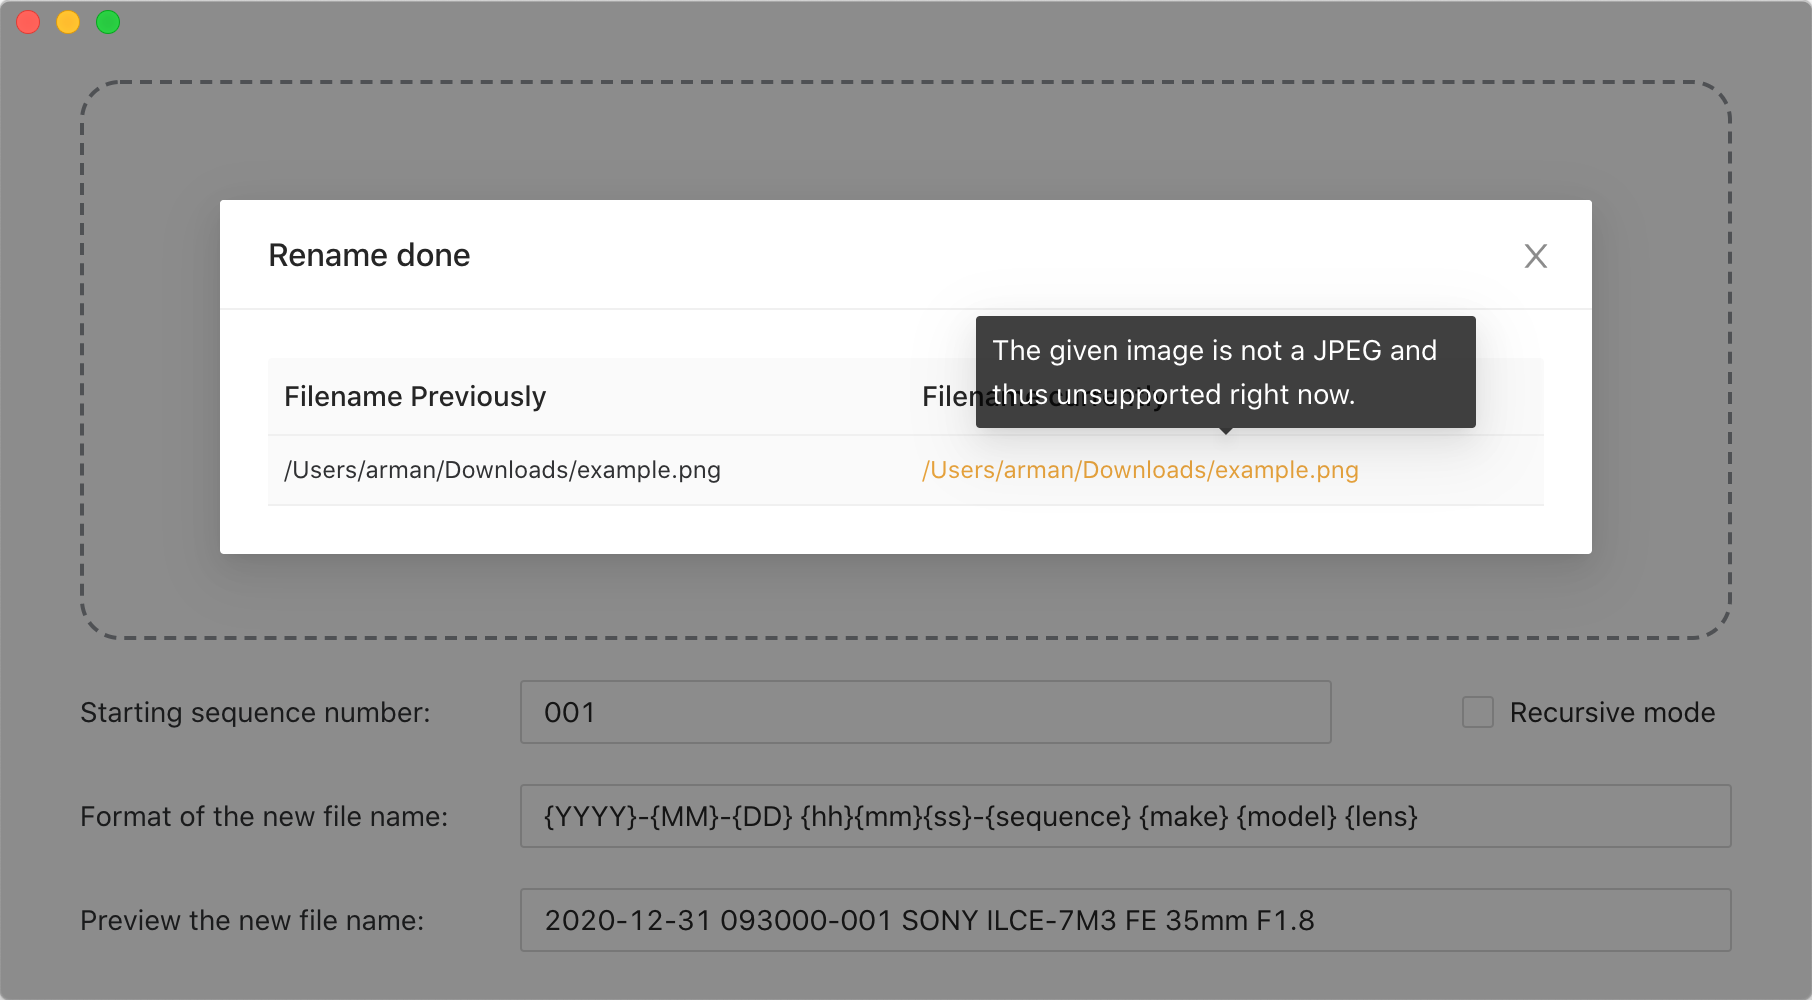 Rename done
The given image is not a JPEG and
thus unsupported right now.
Filename Previously
/Users/arman/Downloads/example.png
/Users/arman/Downloads/example.png
Starting sequence number:
001
Recursive mode
Format of the new file name:
{YYYY}-{MM}-{DD} {hh}{mm}{ss}-{sequence} {make} {model} {lens}
Preview the new file name:
2020-12-31 093000-001 SONY ILCE-7M3 FE 35mm F1.8